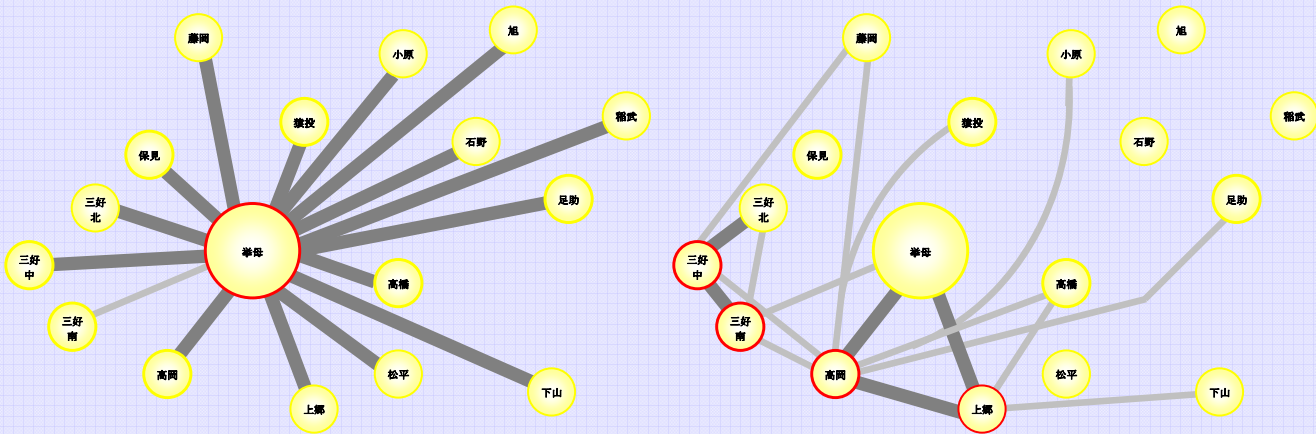 藤岡
小原
旭
稲武
猿投
石野
保見
三好
北
足助
挙母
三好
中
高橋
三好
南
高岡
松平
上郷
下山
藤岡
小原
旭
稲武
猿投
石野
保見
三好
北
足助
挙母
三好
中
高橋
三好
南
高岡
松平
上郷
下山